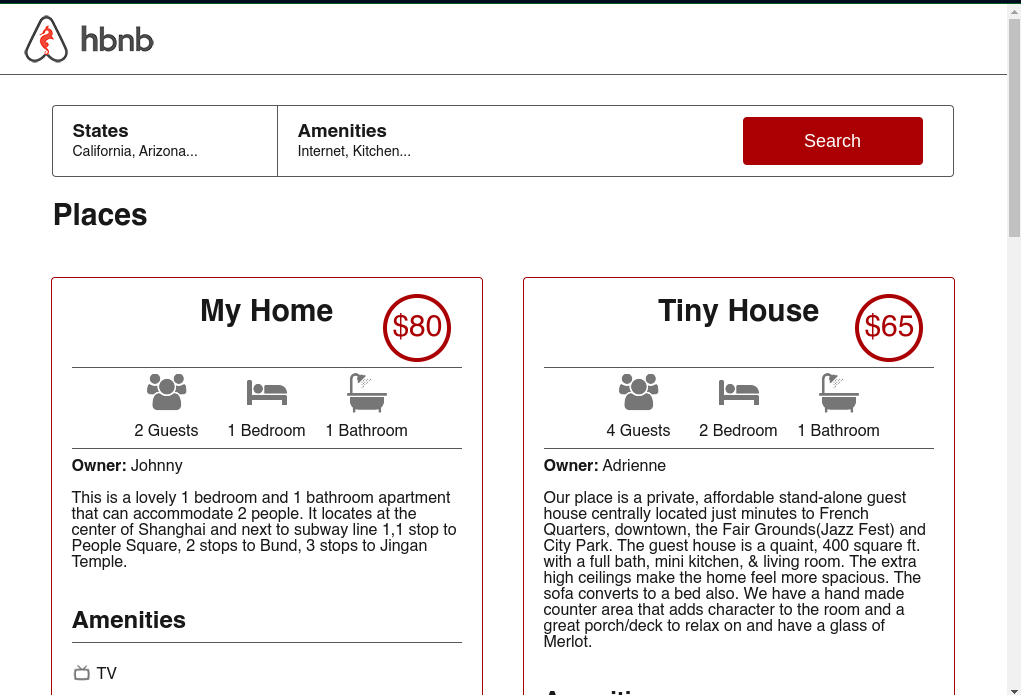 hbnb
States
California, Arizona...
Amenities
Internet, Kitchen...
Search
Places
My Home
$80
2 Guests
1 Bedroom
1 Bathroom
Owner: Johnny
This is a lovely 1 bedroom and 1 bathroom apartment
that can accommodate 2 people. It locates at the
center of Shanghai and next to subway line 1,1 stop to
People Square, 2 stops to Bund, 3 stops to Jingan
Temple.
Amenities
TV
Tiny House
$65
4 Guests
2 Bedroom
1 Bathroom
Owner: Adrienne
Our place is a private, affordable stand-alone guest
house centrally located just minutes to French
Quarters, downtown, the Fair Grounds(Jazz Fest) and
City Park. The guest house is a quaint, 400 square ft.
with a full bath, mini kitchen, & living room. The extra
high ceilings make the home feel more spacious. The
sofa converts to a bed also. We have a hand made
counter area that adds character to the room and a
great porch/deck to relax on and have a glass of
Merlot.